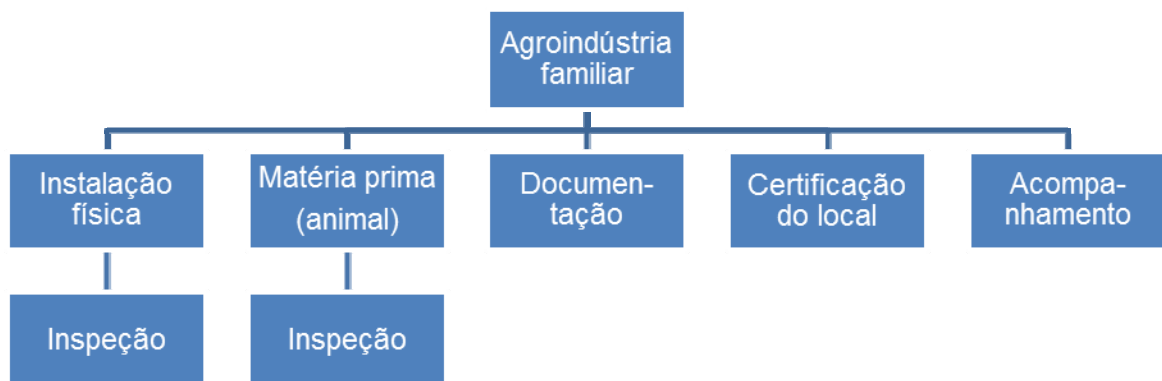 Agroindústria
familiar
Instalação
física
Matéria prima
(animal)
Documen-
tação
Certificação
do local
Acompa-
nhamento
Inspeção
Inspeção